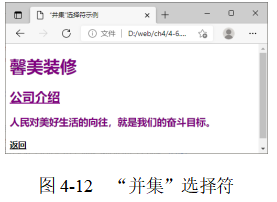 “并集”选择符示例
文件 | D:/web/ch4/4-6....
馨美装修
公司介绍
人民对美好生活的向往，就是我们的奋斗目标。
返回
图 4-12 “并集”选择符